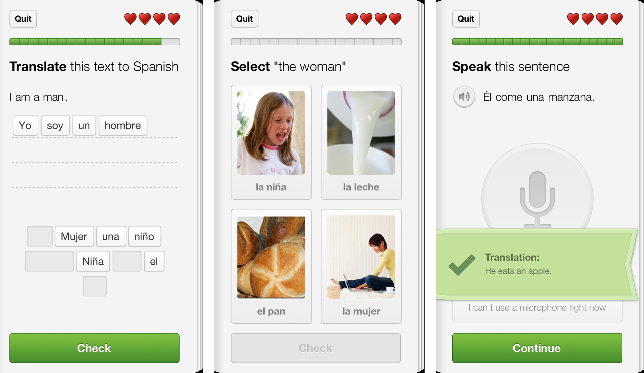 Quit
Translate this text to Spanish
I am a man.
Yo soy un hombre
Mujer una niño
Niña el
Check
Quit
Select "the woman"
la niña la leche
el pan la mujer
Check
Quit
Speak this sentence
Él come una manzana.
Translation:
He eats an apple.
I can't use a microphone right now
Continue